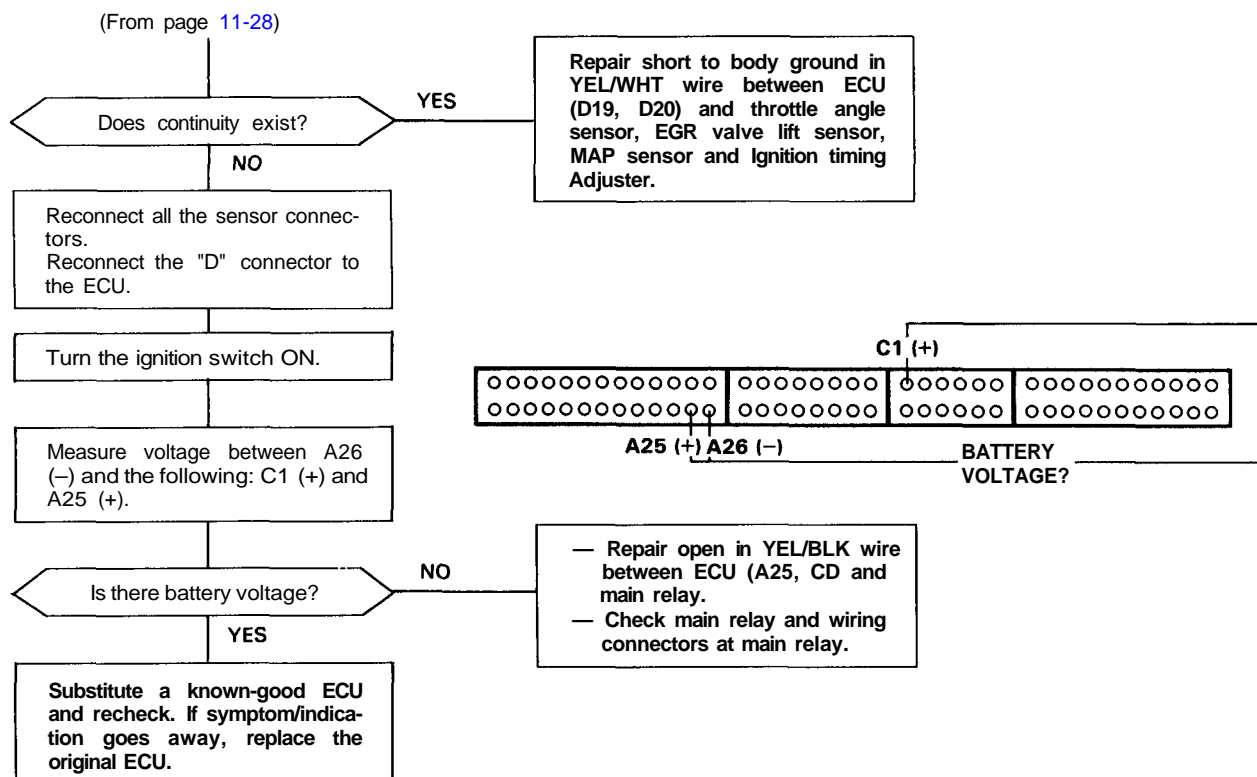 (From page 11-28)
Does continuity exist?
YES
NO
Repair short to body ground in
YEL/WHT wire between ECU
(D19, D20) and throttle angle
sensor, EGR valve lift sensor,
MAP sensor and Ignition timing
Adjuster.
Reconnect all the sensor connec-
tors.
Reconnect the "D" connector to
the ECU.
Turn the ignition switch ON.
Measure voltage between A26
(–) and the following: C1 (+) and
A25 (+).
C1 (+)
A25 (+) A26 (–)
BATTERY
VOLTAGE?
Is there battery voltage?
NO
YES
— Repair open in YEL/BLK wire
between ECU (A25, CD and
main relay.
— Check main relay and wiring
connectors at main relay.
Substitute a known-good ECU
and recheck. If symptom/indica-
tion goes away, replace the
original ECU.